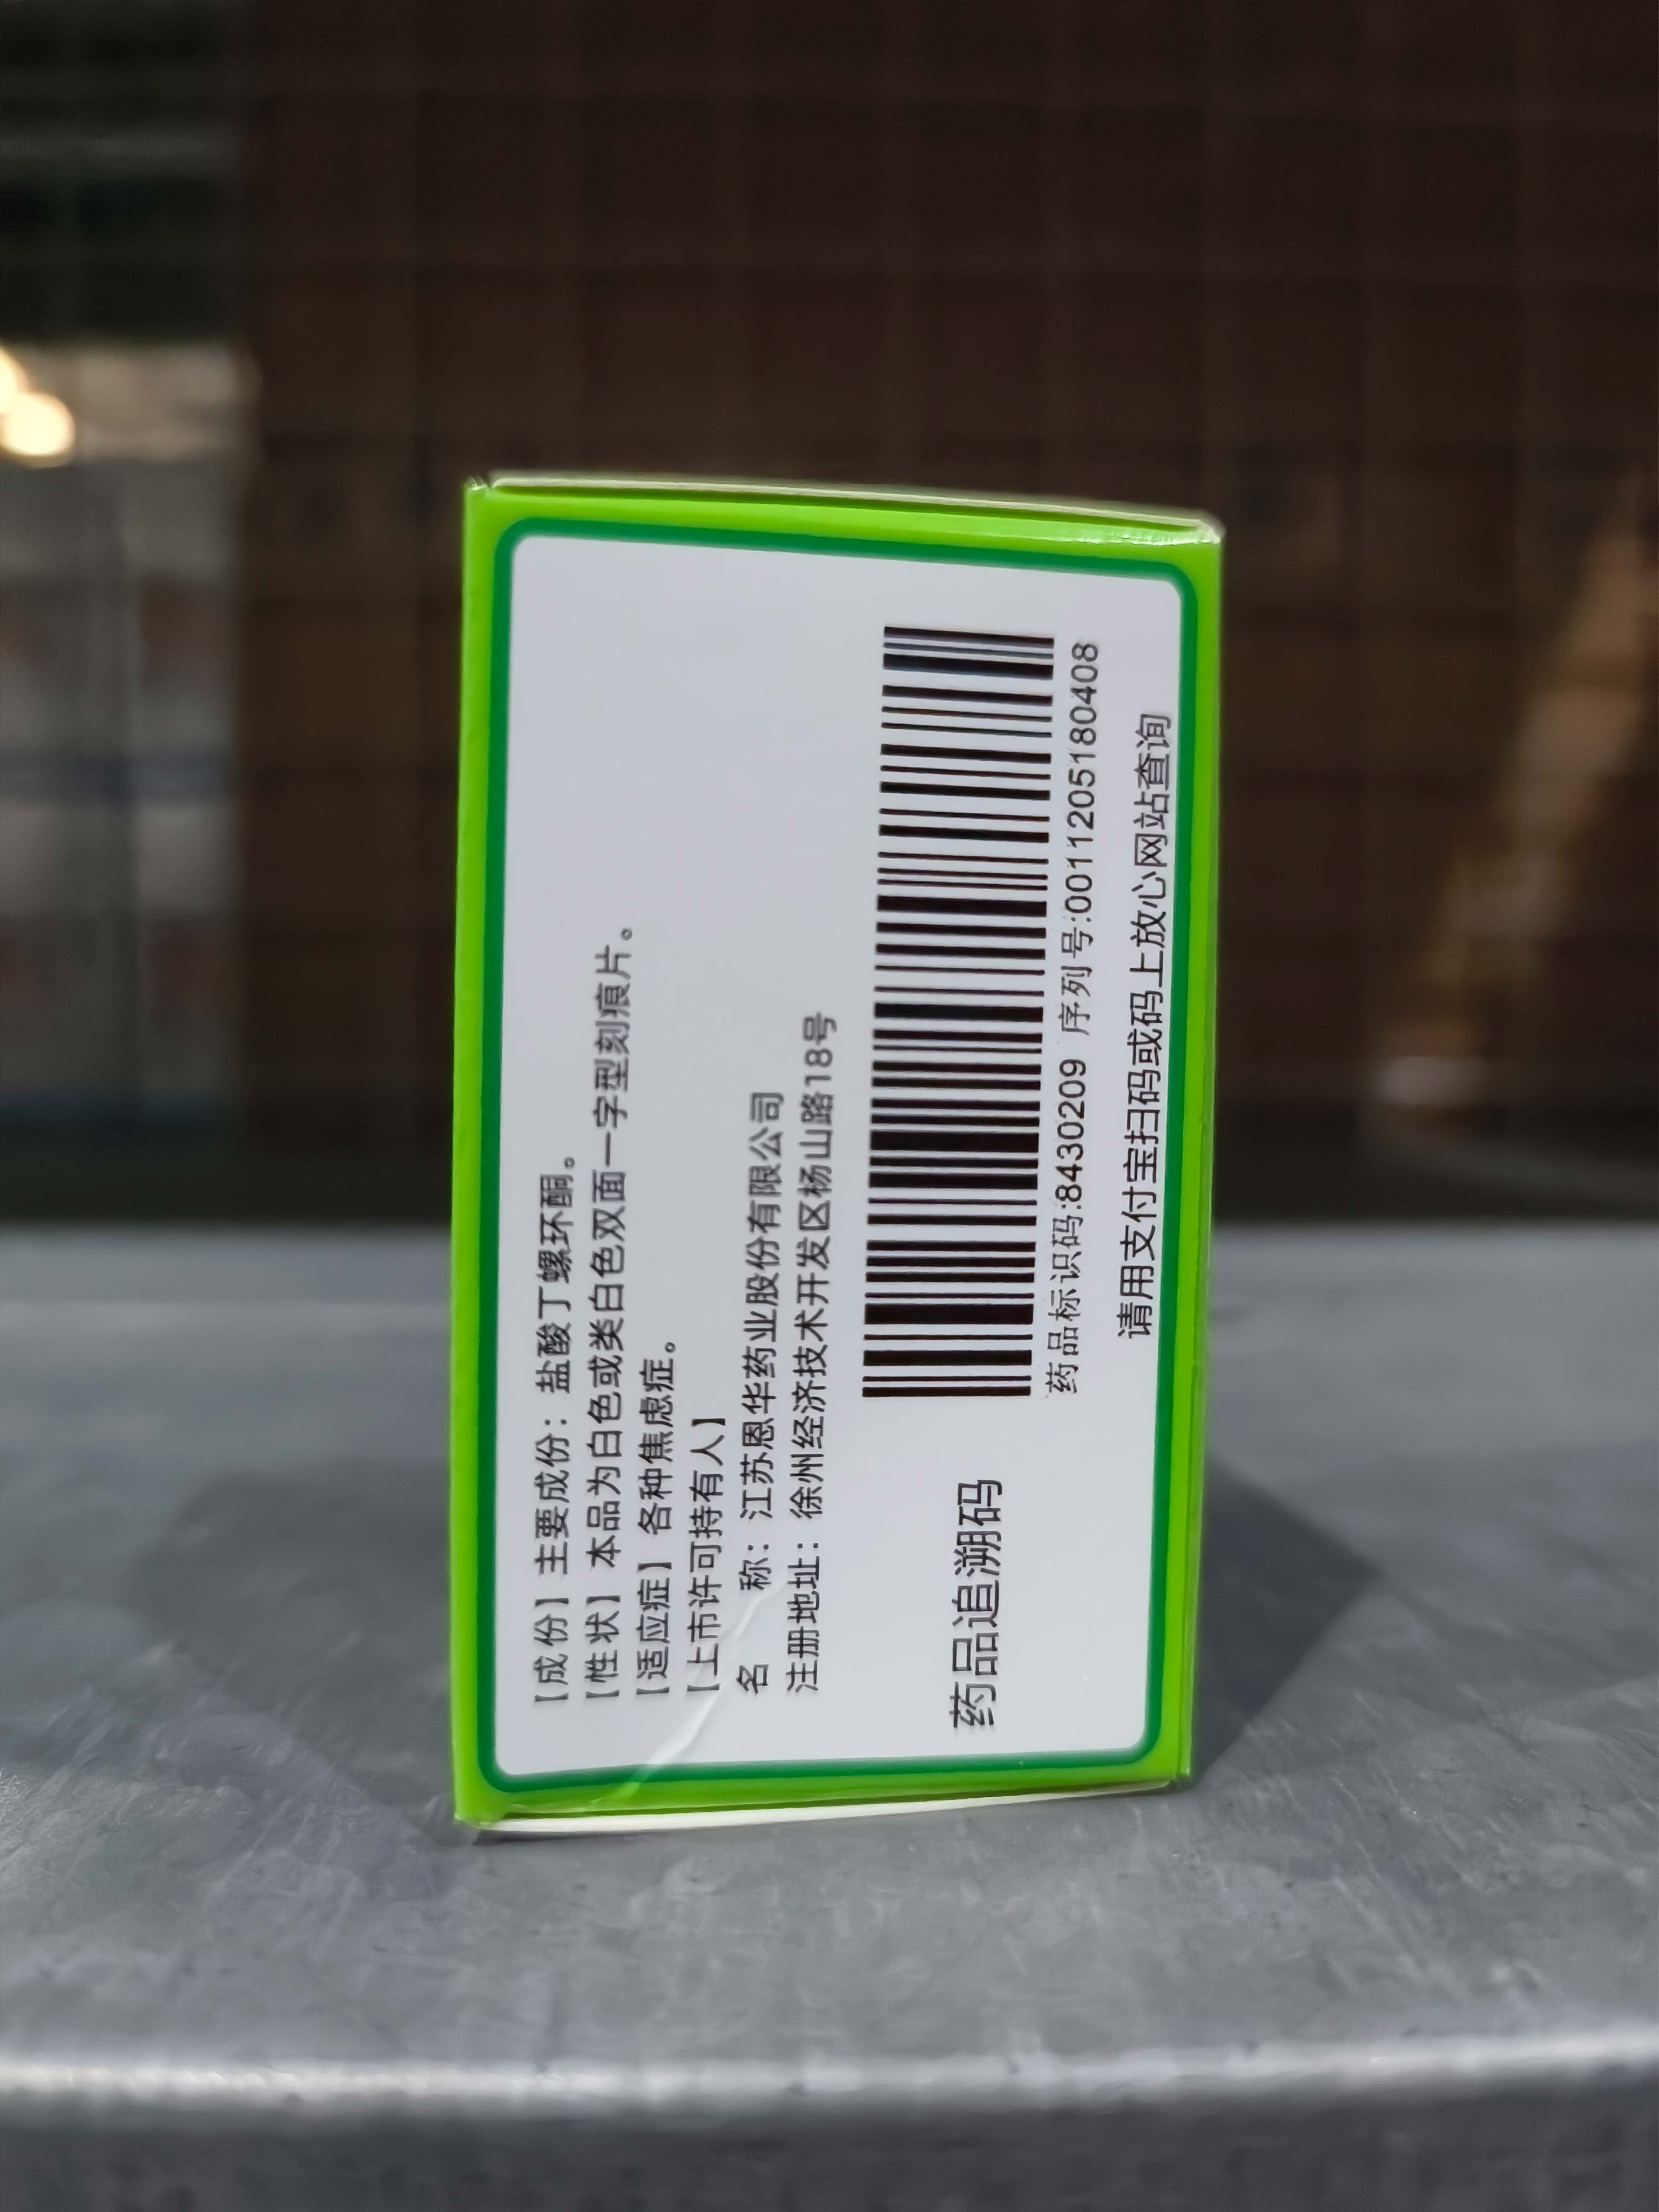 【成份】主要成份：盐酸丁螺环酮。
【性状】本品为白色或类白色双面一字型刻痕片。
【适应症】各种焦虑症。
【上市许可持有人】
名　　称：江苏恩华药业股份有限公司
注册地址：徐州经济技术开发区杨山路18号
药品追溯码
药品标识码:8430209 序列号:0011205180408
请用支付宝扫码或码上放心网站查询